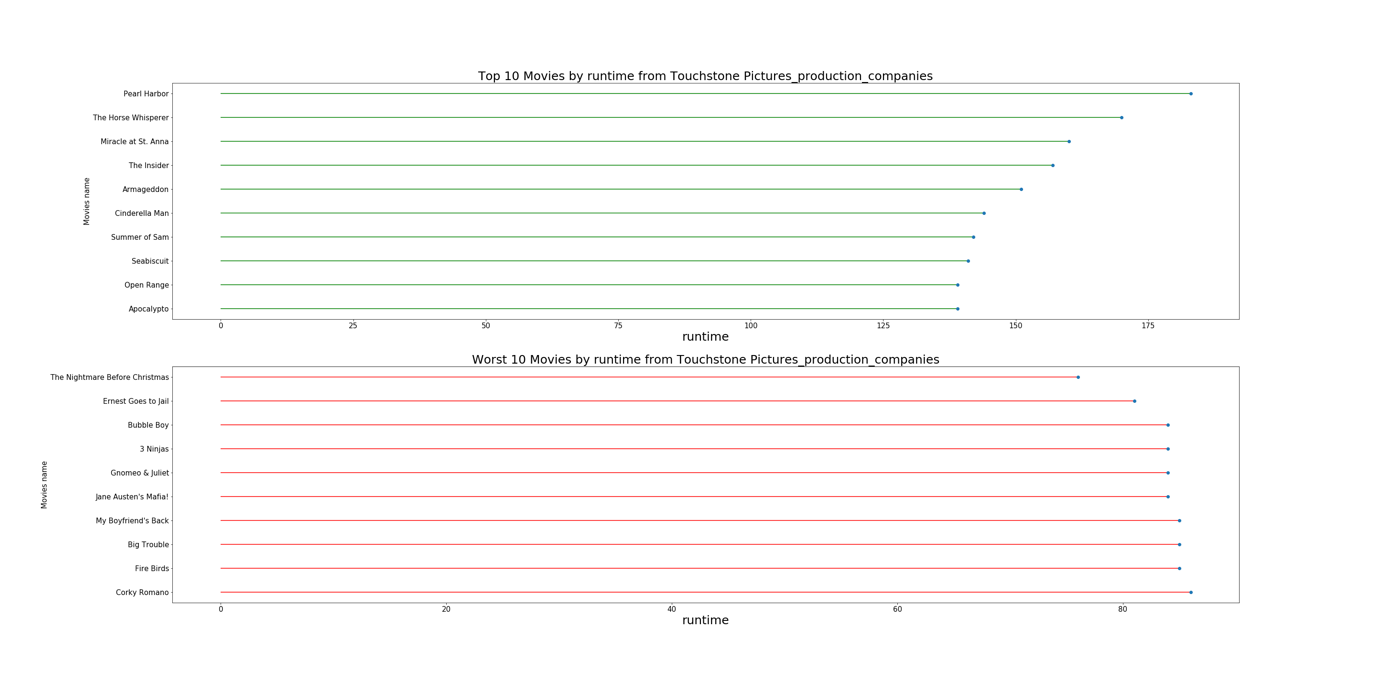 Top 10 Movies by runtime from Touchstone Pictures_production_companies
Movies name
Pearl Harbor
The Horse Whisperer
Miracle at St. Anna
The Insider
Armageddon
Cinderella Man
Summer of Sam
Seabiscuit
Open Range
Apocalypto
0 25 50 75 100 125 150 175
runtime
Worst 10 Movies by runtime from Touchstone Pictures_production_companies
Movies name
The Nightmare Before Christmas
Ernest Goes to Jail
Bubble Boy
3 Ninjas
Gnomeo & Juliet
Jane Austen's Mafia!
My Boyfriend's Back
Big Trouble
Fire Birds
Corky Romano
0 20 40 60 80
runtime